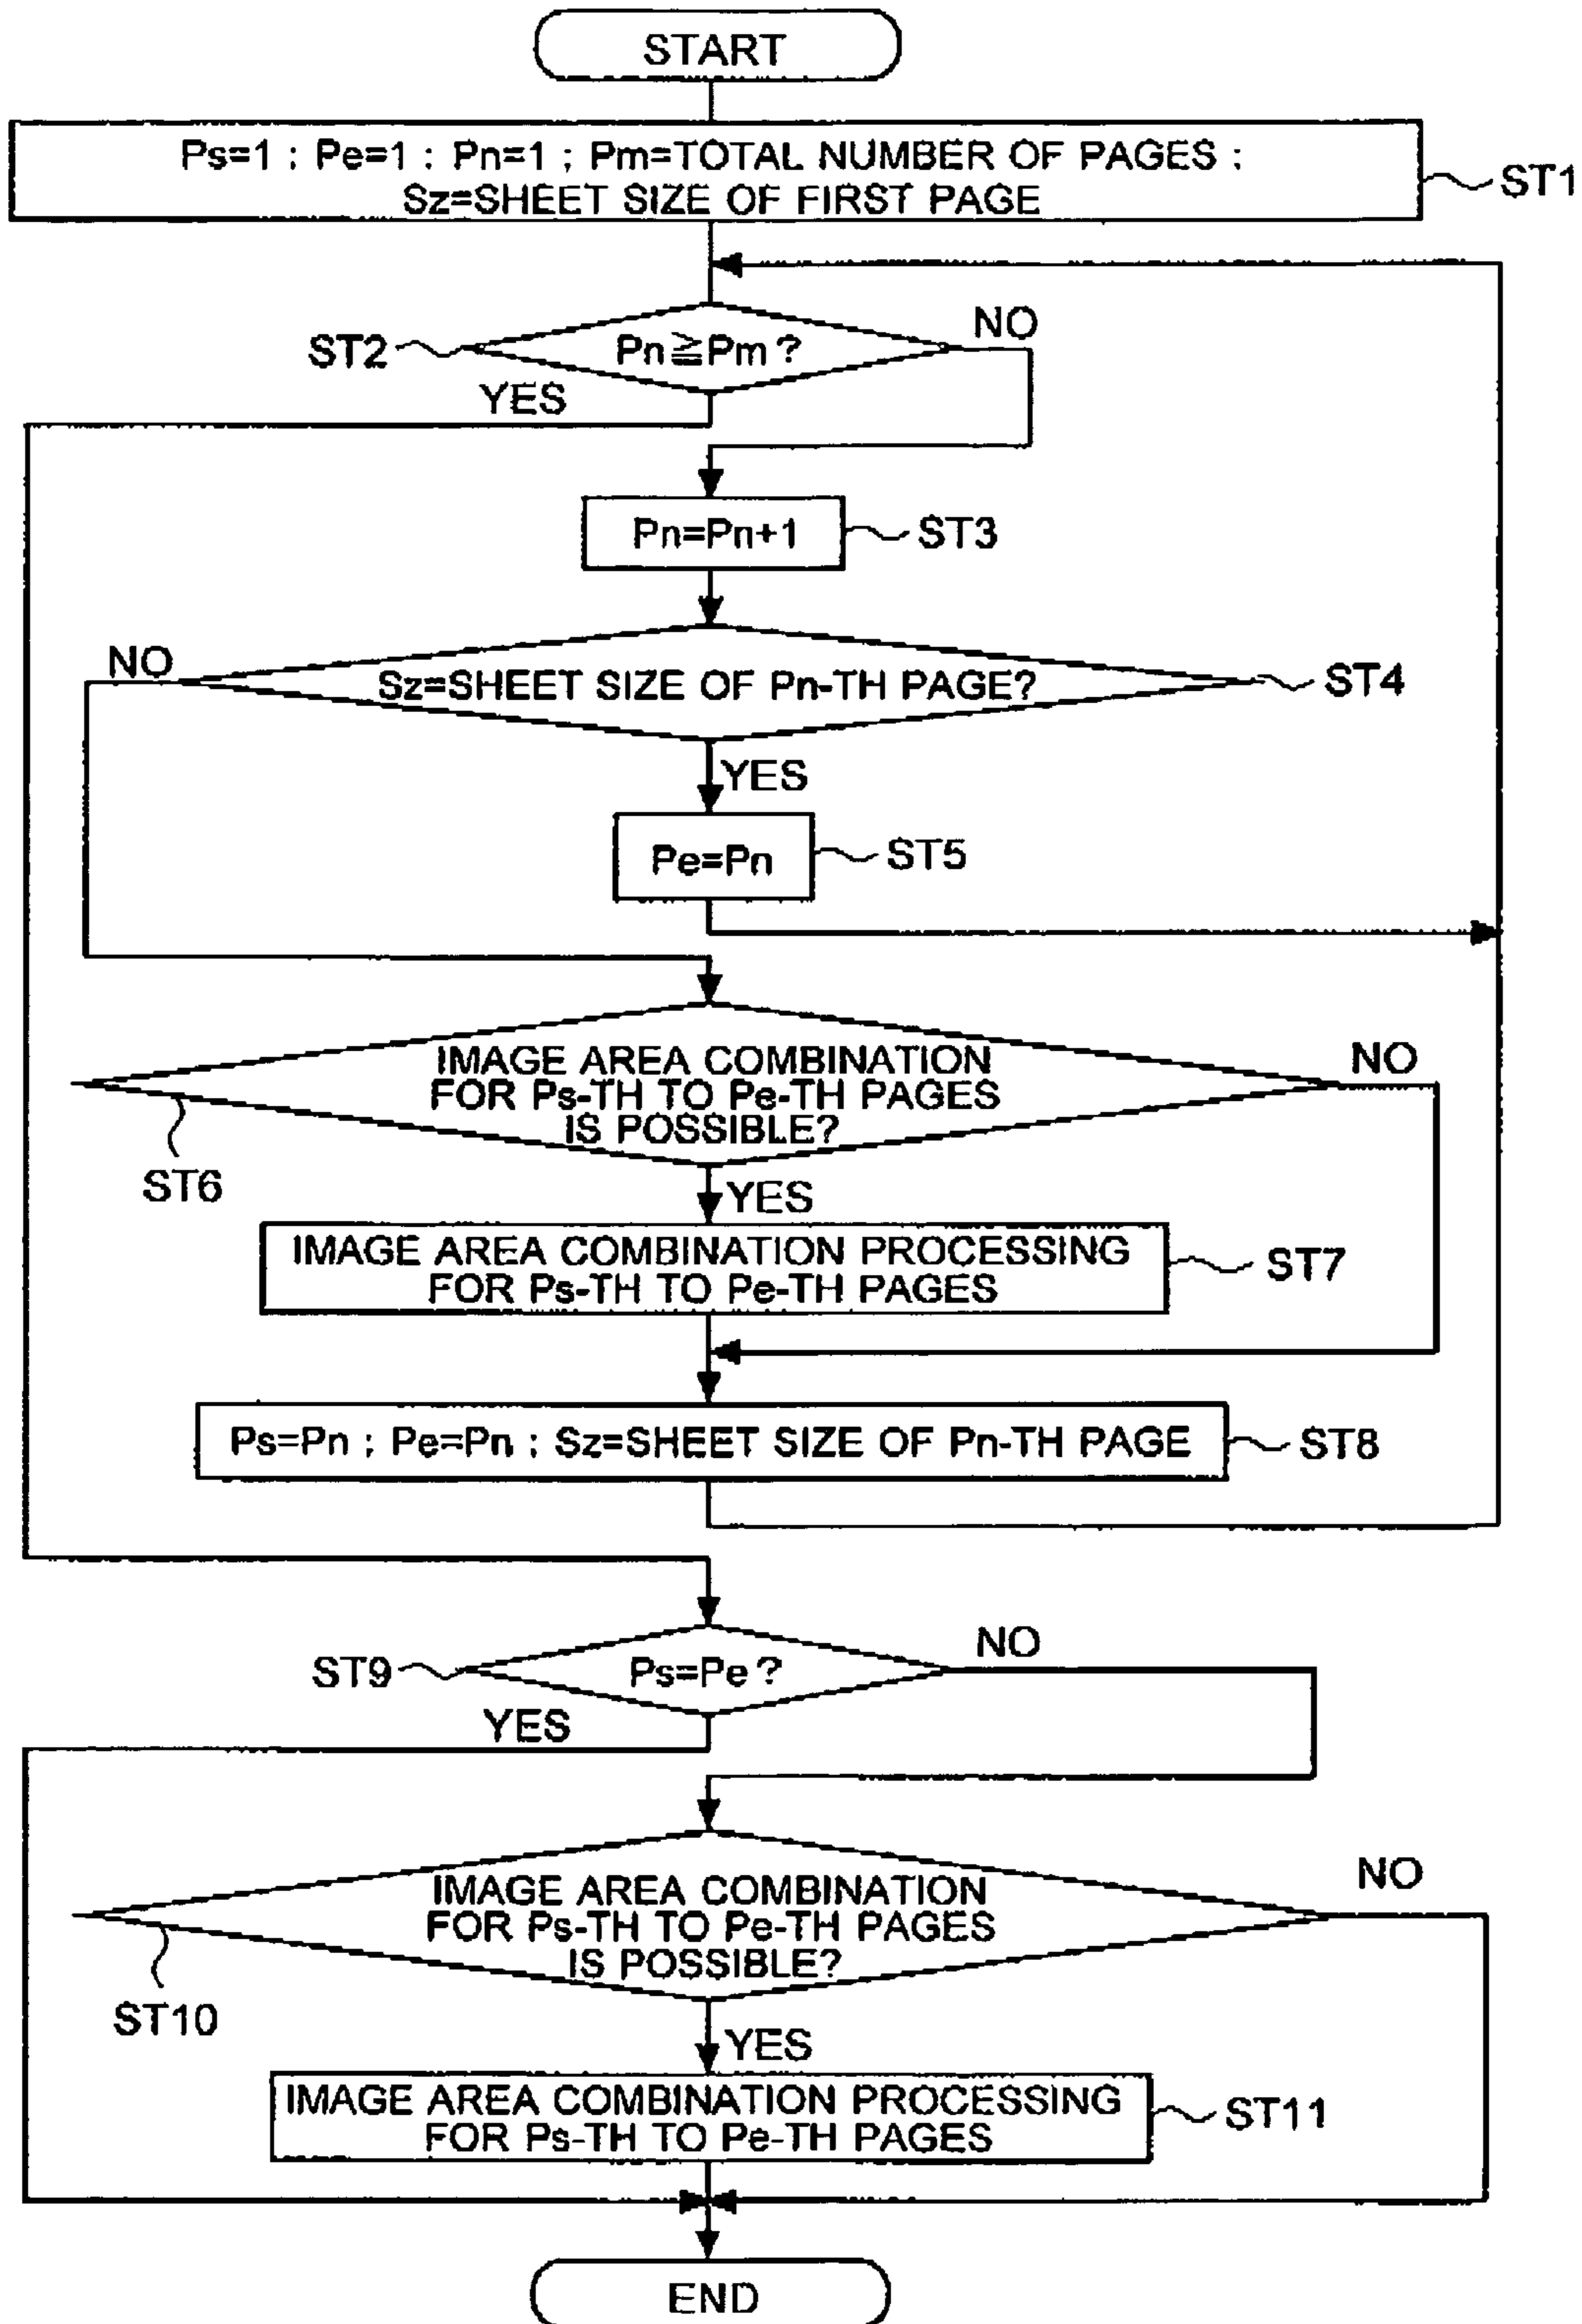 START
Ps=1 ; Pe=1 ; Pn=1 ; Pm=TOTAL NUMBER OF PAGES ;
Sz=SHEET SIZE OF FIRST PAGE
ST1
ST2
Pn≧Pm ?
NO
YES
Pn=Pn+1
ST3
NO
Sz=SHEET SIZE OF Pn-TH PAGE?
ST4
YES
Pe=Pn
ST5
IMAGE AREA COMBINATION
FOR Ps-TH TO Pe-TH PAGES
IS POSSIBLE?
NO
ST6
YES
IMAGE AREA COMBINATION PROCESSING
FOR Ps-TH TO Pe-TH PAGES
ST7
Ps=Pn ; Pe=Pn ; Sz=SHEET SIZE OF Pn-TH PAGE
ST8
ST9
Ps=Pe ?
NO
YES
IMAGE AREA COMBINATION
FOR Ps-TH TO Pe-TH PAGES
IS POSSIBLE?
NO
ST10
YES
IMAGE AREA COMBINATION PROCESSING
FOR Ps-TH TO Pe-TH PAGES
ST11
END